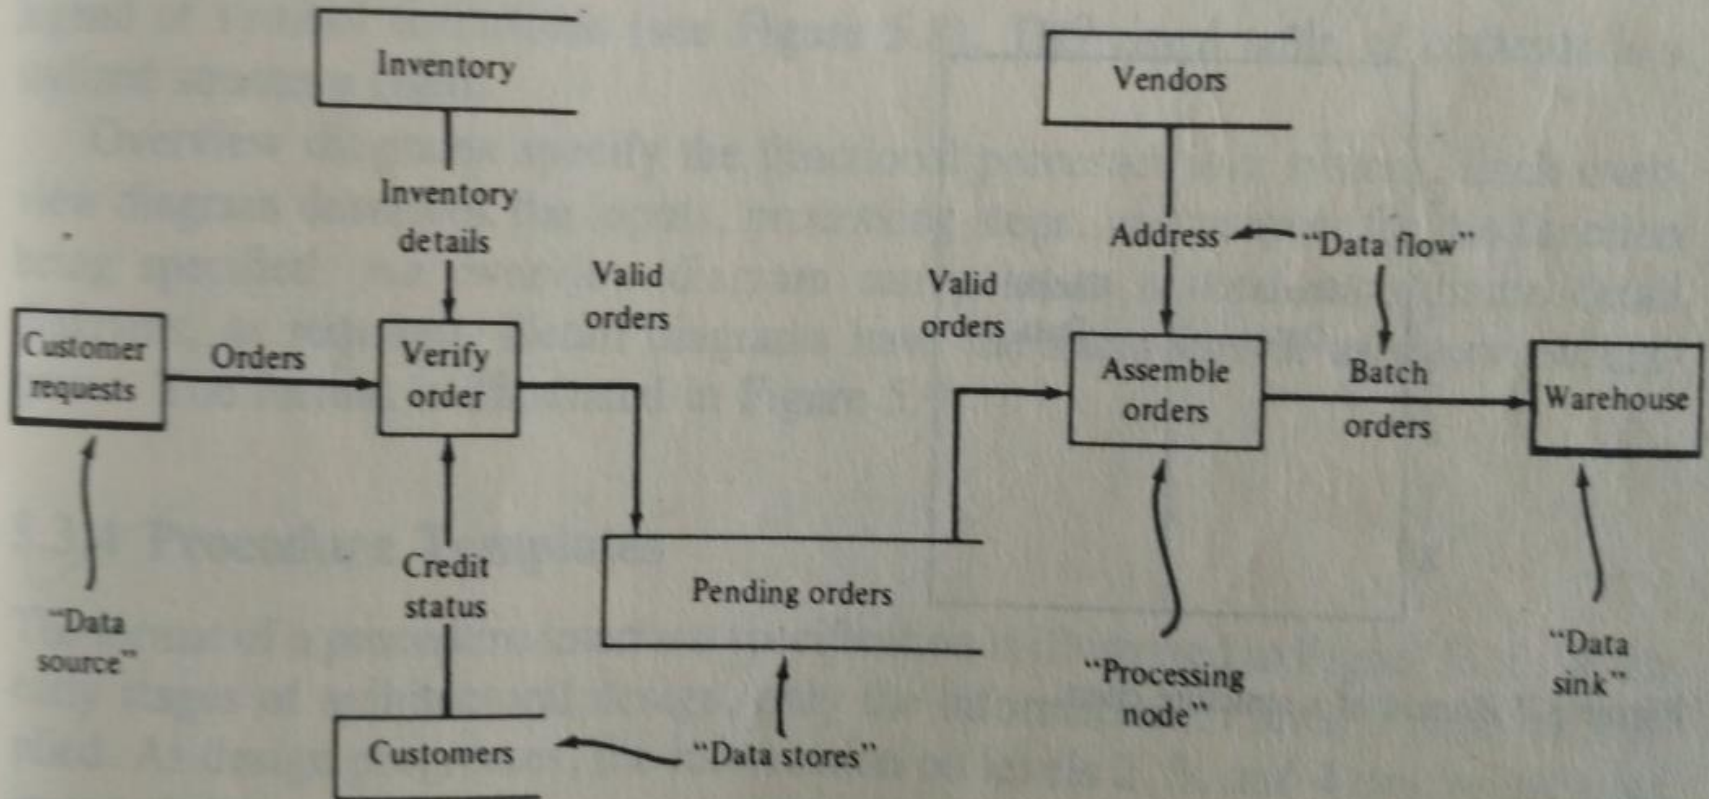 Inventory
Vendors
Inventory
details
Address
"Data flow"
Valid
orders
Valid
orders
Customer
requests
Orders
Verify
order
Assemble
orders
Batch
orders
Warehouse
Credit
status
Pending orders
"Data
source"
"Processing
node"
"Data
sink"
Customers
"Data stores"